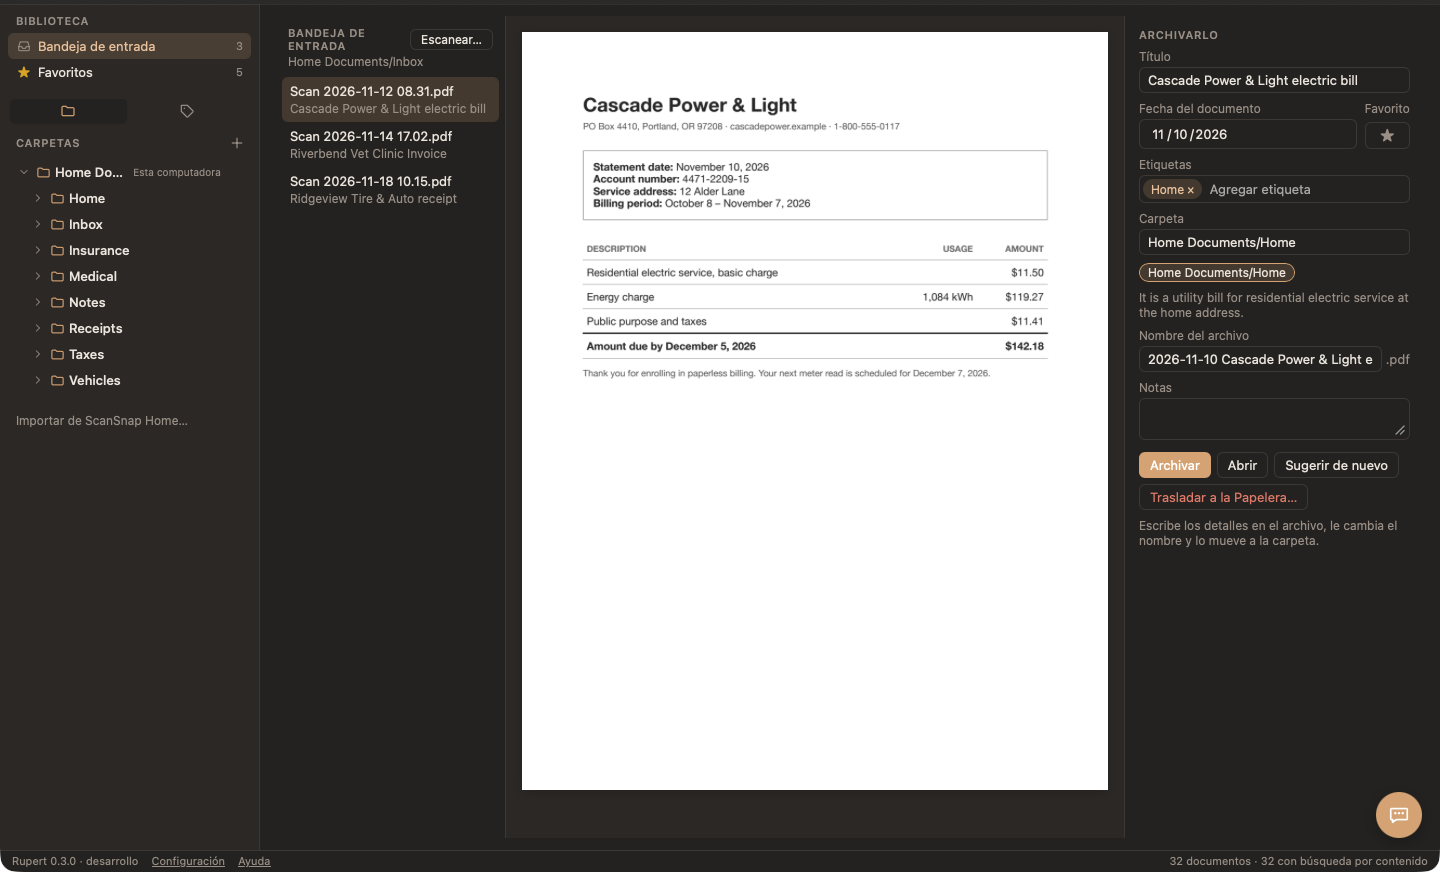 BIBLIOTECA
Bandeja de entrada 3
Favoritos 5
CARPETAS
Home Do... Esta computadora
Home
Inbox
Insurance
Medical
Notes
Receipts
Taxes
Vehicles
Importar de ScanSnap Home...
BANDEJA DE
ENTRADA
Escanear...
Home Documents/Inbox
Scan 2026-11-12 08.31.pdf
Cascade Power & Light electric bill
Scan 2026-11-14 17.02.pdf
Riverbend Vet Clinic Invoice
Scan 2026-11-18 10.15.pdf
Ridgeview Tire & Auto receipt
Cascade Power & Light
PO Box 4410, Portland, OR 97208 · cascadepower.example · 1-800-555-0117
Statement date: November 10, 2026
Account number: 4471-2209-15
Service address: 12 Alder Lane
Billing period: October 8 – November 7, 2026
DESCRIPTION USAGE AMOUNT
Residential electric service, basic charge $11.50
Energy charge 1,084 kWh $119.27
Public purpose and taxes $11.41
Amount due by December 5, 2026 $142.18
Thank you for enrolling in paperless billing. Your next meter read is scheduled for December 7, 2026.
ARCHIVARLO
Título
Cascade Power & Light electric bill
Fecha del documento Favorito
11/10/2026
Etiquetas
Home × Agregar etiqueta
Carpeta
Home Documents/Home
Home Documents/Home
It is a utility bill for residential electric service at
the home address.
Nombre del archivo
2026-11-10 Cascade Power & Light e .pdf
Notas
Archivar Abrir Sugerir de nuevo
Trasladar a la Papelera...
Escribe los detalles en el archivo, le cambia el
nombre y lo mueve a la carpeta.
Rupert 0.3.0 · desarrollo Configuración Ayuda
32 documentos · 32 con búsqueda por contenido